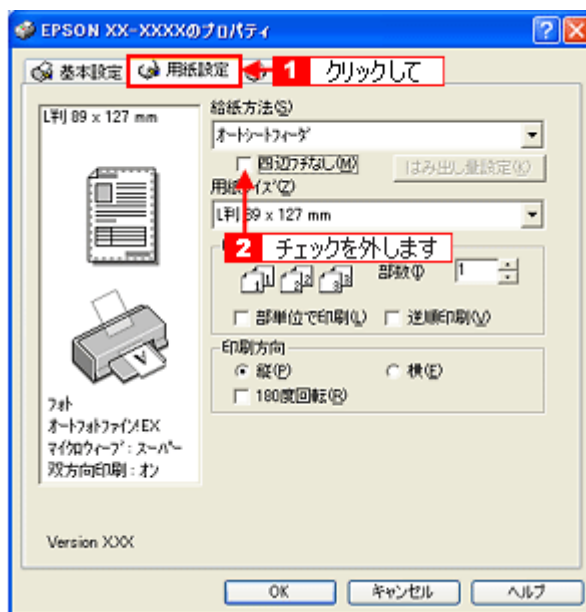 EPSON XX-XXXXのプロパティ
基本設定
用紙設定
1 クリックして
L判 89 x 127 mm
給紙方法(S)
オートシートフィーダ
四辺フチなし(M)
はみ出し量設定(K)
用紙サイズ(Z)
L判 89 x 127 mm
2 チェックを外します
部数(I)
1
部単位で印刷(L)
逆順印刷(V)
印刷方向
縦(P)
横(E)
180度回転(R)
フォト
オートフォトファイン!EX
マイクロウィーブ : スーパー
双方向印刷 : オン
Version XXX
OK
キャンセル
ヘルプ